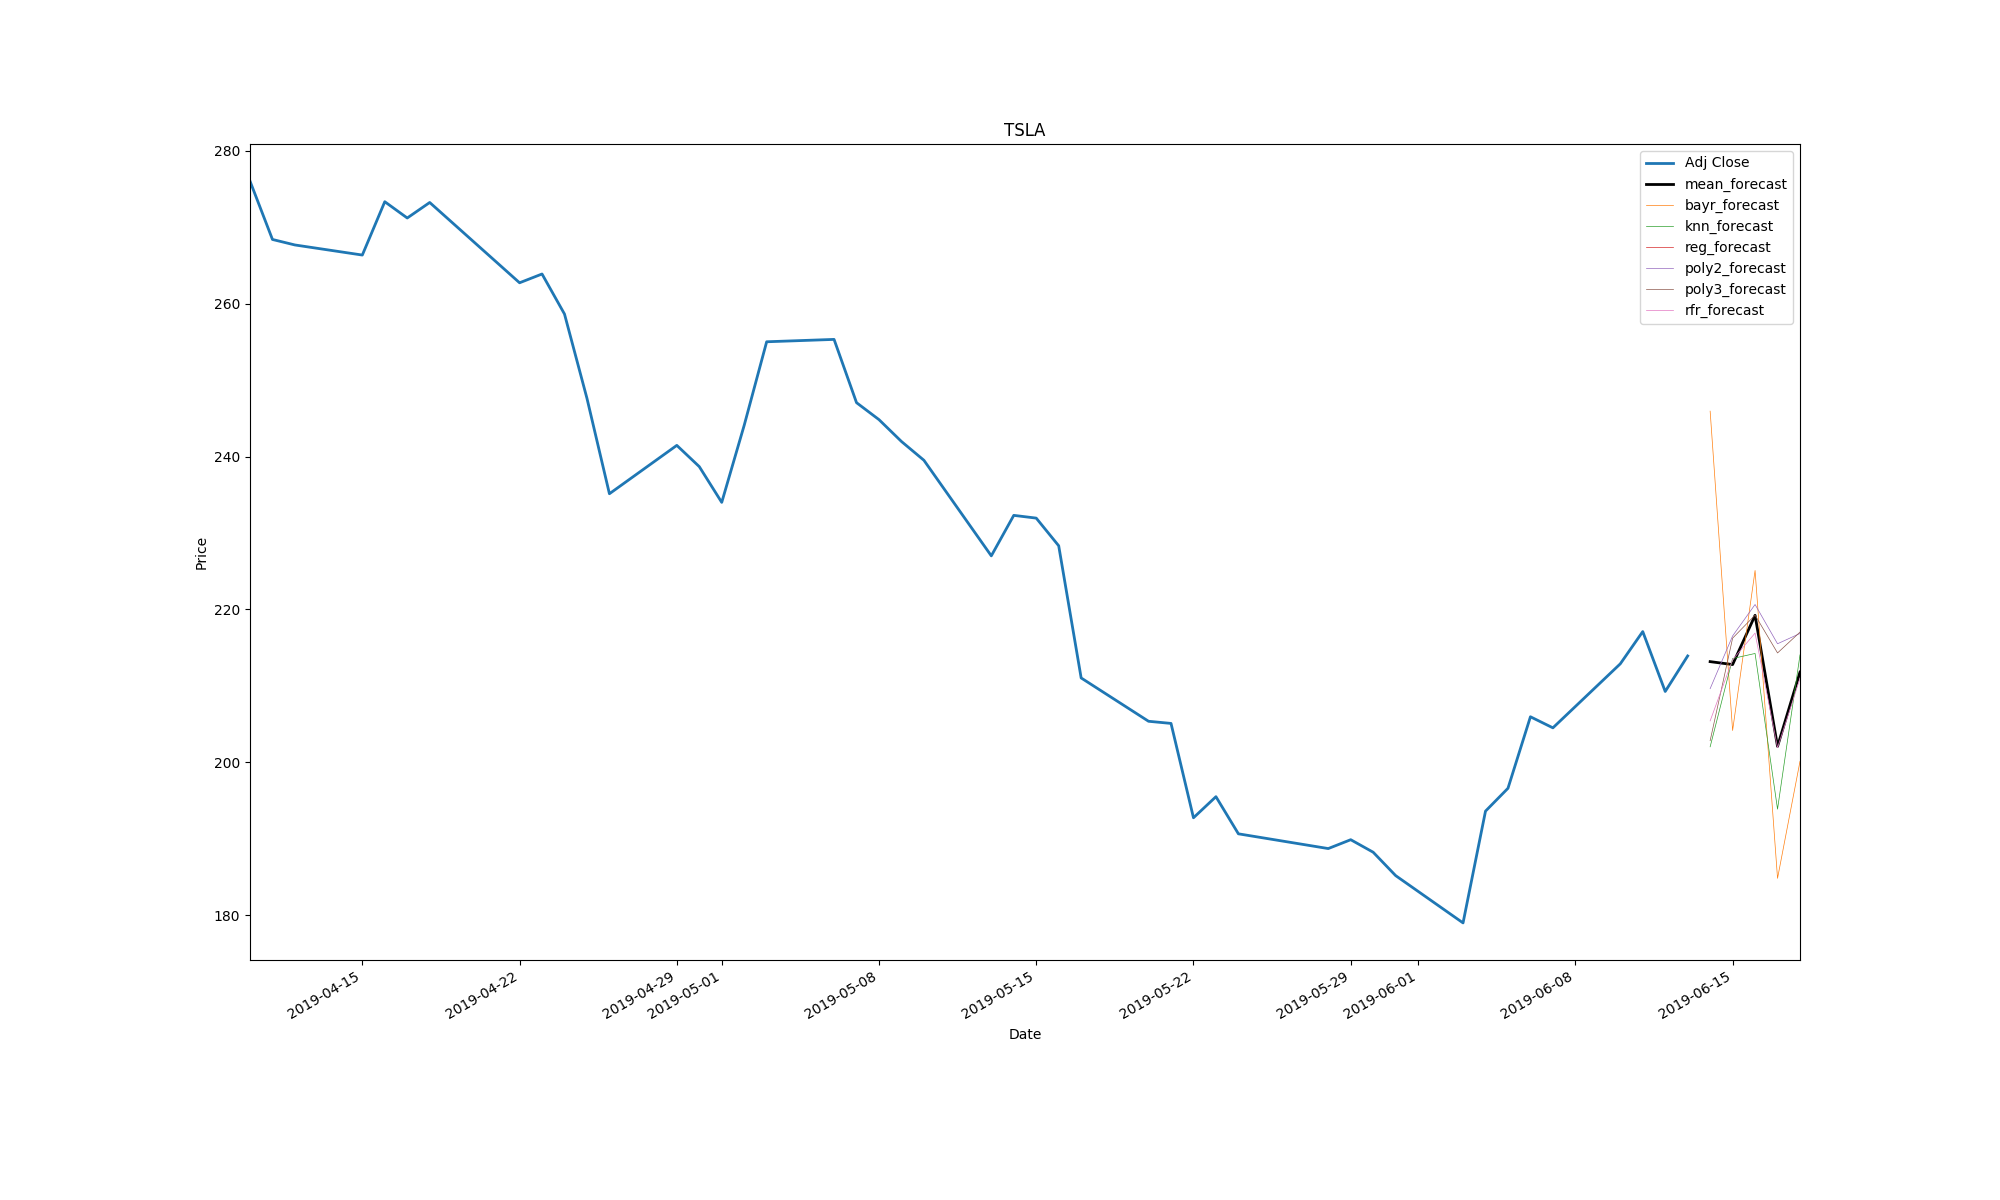 TSLA
280
260
240
220
200
180
Price
Adj Close
mean_forecast
bayr_forecast
knn_forecast
reg_forecast
poly2_forecast
poly3_forecast
rfr_forecast
2019-04-15
2019-04-22
2019-04-29
2019-05-01
2019-05-08
2019-05-15
2019-05-22
2019-05-29
2019-06-01
2019-06-08
2019-06-15
Date